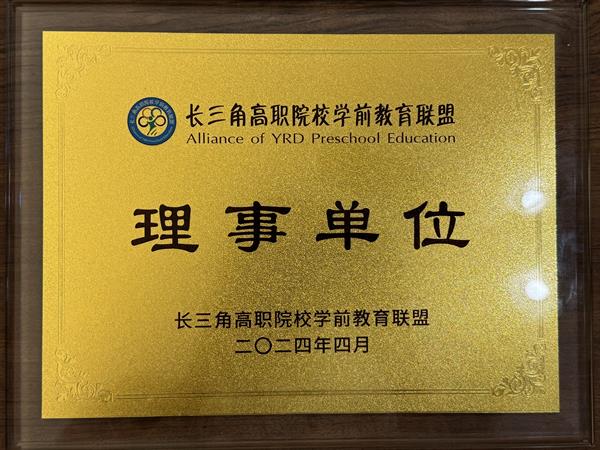 长三角高职院校学前教育联盟
Alliance of YRD Preschool Education
理事单位
长三角高职院校学前教育联盟
二〇二四年四月